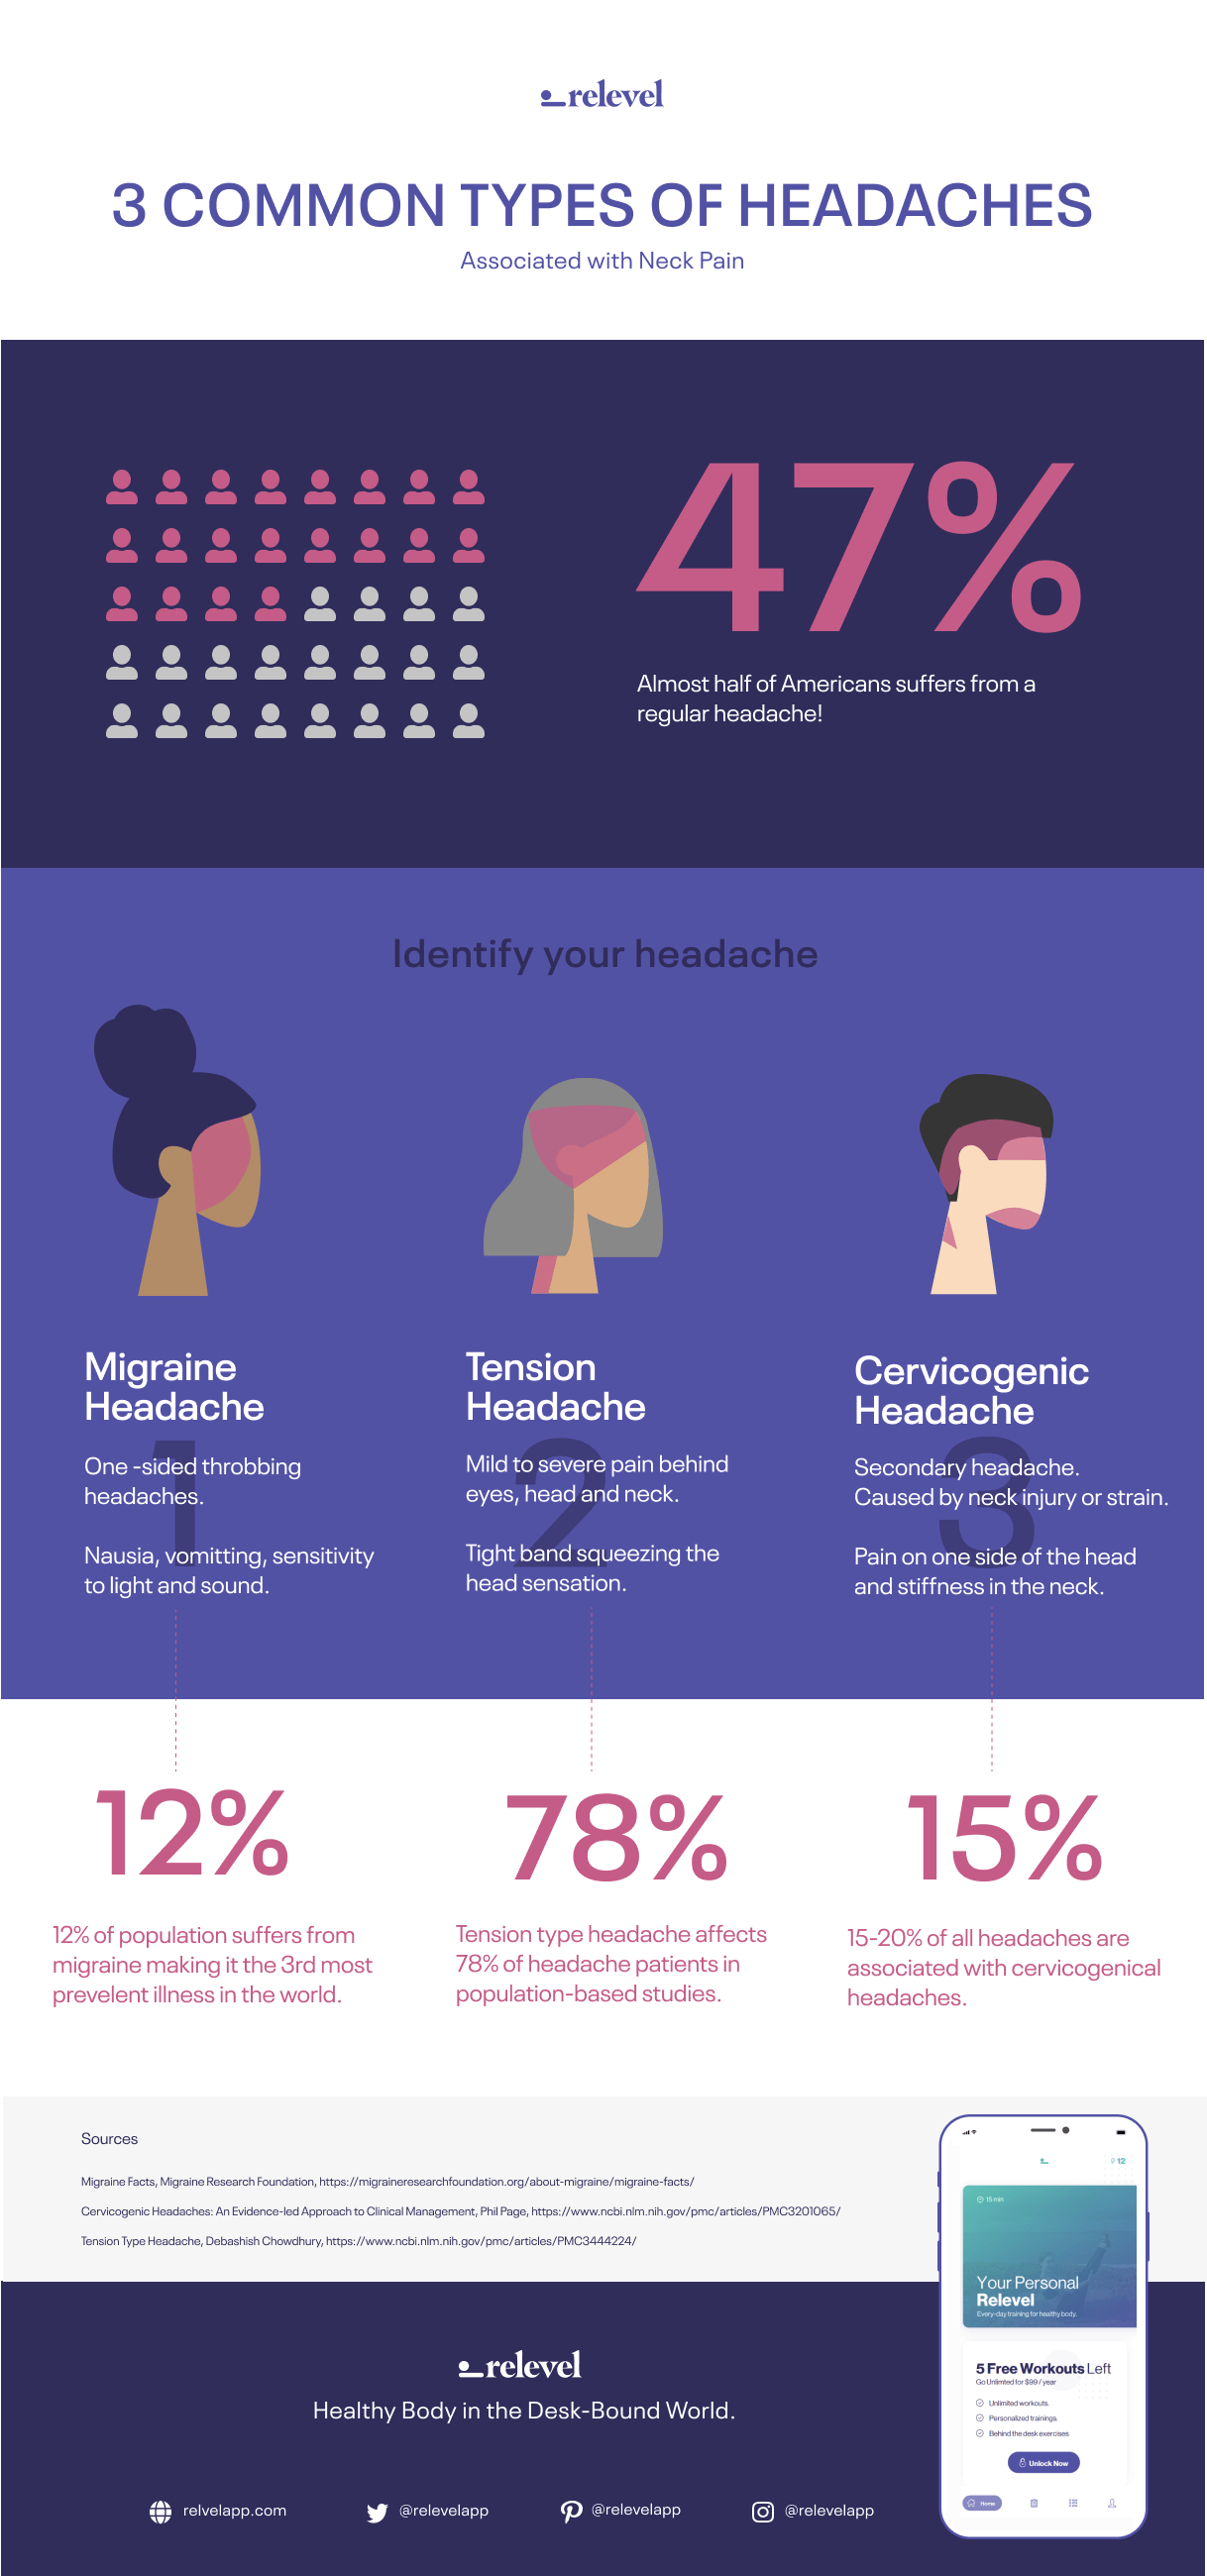 relevel
3 COMMON TYPES OF HEADACHES
Associated with Neck Pain
47%
Almost half of Americans suffers from a
regular headache!
Identify your headache
Migraine
Headache
1
One -sided throbbing
headaches.
Nausia, vomitting, sensitivity
to light and sound.
Tension
Headache
2
Mild to severe pain behind
eyes, head and neck.
Tight band squeezing the
head sensation.
Cervicogenic
Headache
3
Secondary headache.
Caused by neck injury or strain.
Pain on one side of the head
and stiffness in the neck.
12%
12% of population suffers from
migraine making it the 3rd most
prevelent illness in the world.
78%
Tension type headache affects
78% of headache patients in
population-based studies.
15%
15-20% of all headaches are
associated with cervicogenical
headaches.
Sources
Migraine Facts, Migraine Research Foundation, https://migraineresearchfoundation.org/about-migraine/migraine-facts/
Cervicogenic Headaches: An Evidence-led Approach to Clinical Management, Phil Page, https://www.ncbi.nlm.nih.gov/pmc/articles/PMC3201065/
Tension Type Headache, Debashish Chowdhury, https://www.ncbi.nlm.nih.gov/pmc/articles/PMC3444224/
12
15 min
Your Personal
Relevel
Every-day training for healthy body.
5 Free Workouts Left
Go Unlimted for $99 / year
Unlimited workouts.
Personalized trainings.
Behind the desk exercises
Unlock Now
Home
relevel
Healthy Body in the Desk-Bound World.
relvelapp.com
@relevelapp
@relevelapp
@relevelapp